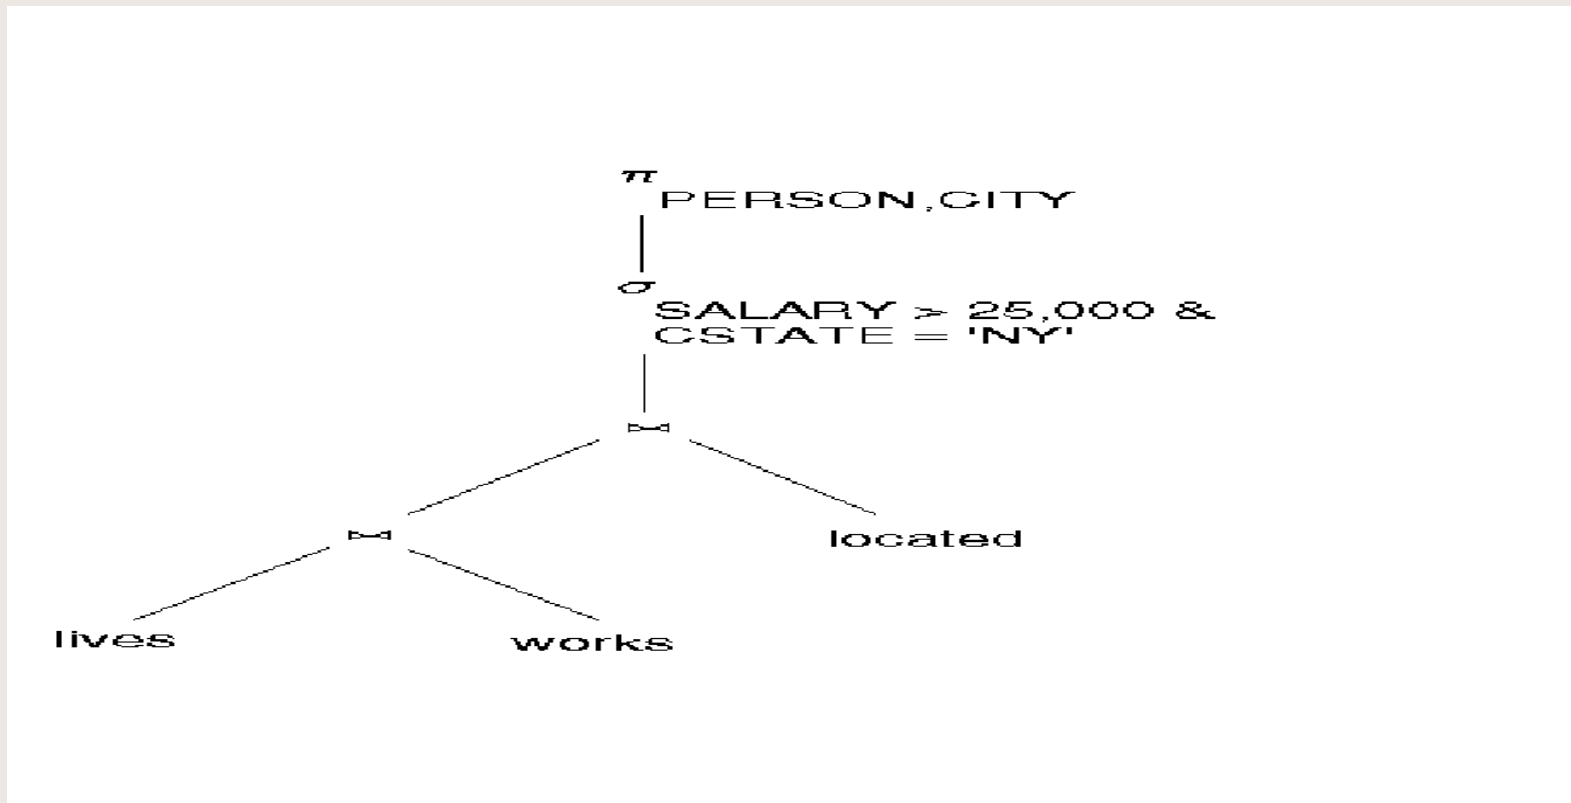 π
PERSON,CITY
σ
SALARY > 25,000 &
CSTATE = 'NY'
⋈
⋈
located
lives
works